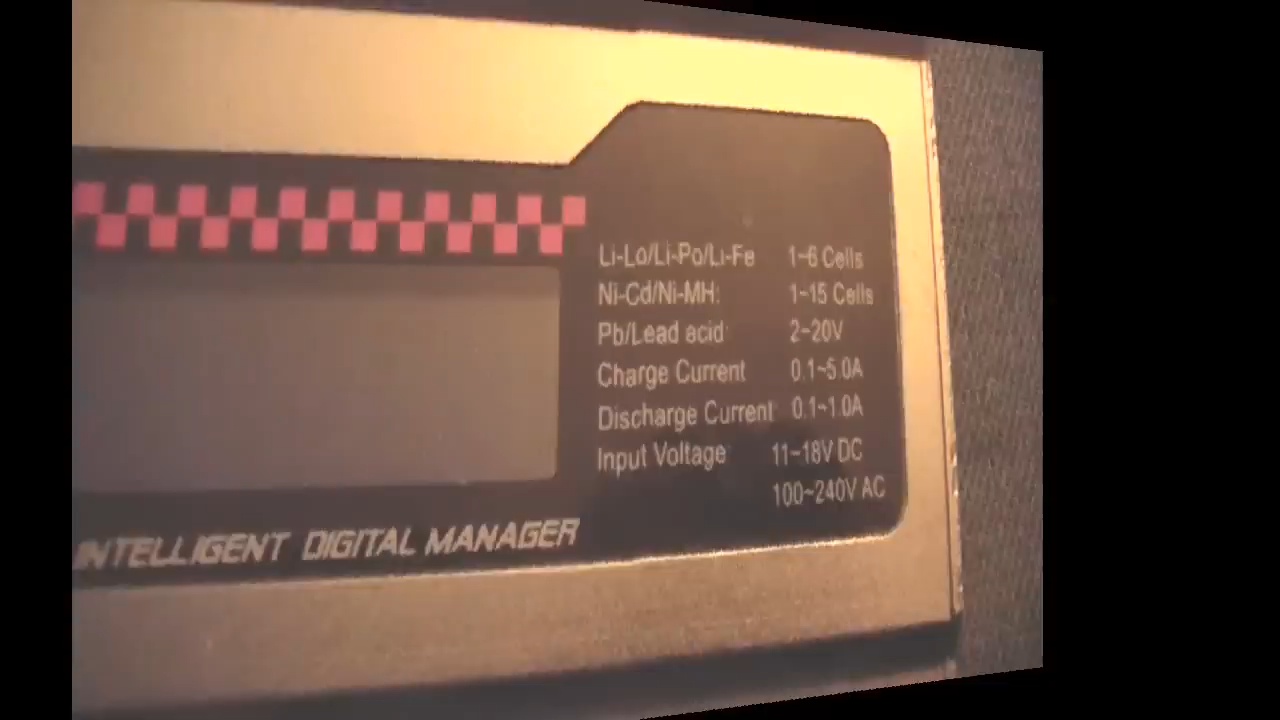 Li-Lo/Li-Po/Li-Fe 1~6 Cells
Ni-Cd/Ni-MH: 1~15 Cells
Pb/Lead acid: 2~20V
Charge Current 0.1~5.0A
Discharge Current 0.1~1.0A
Input Voltage 11~18V DC
100~240V AC
INTELLIGENT DIGITAL MANAGER